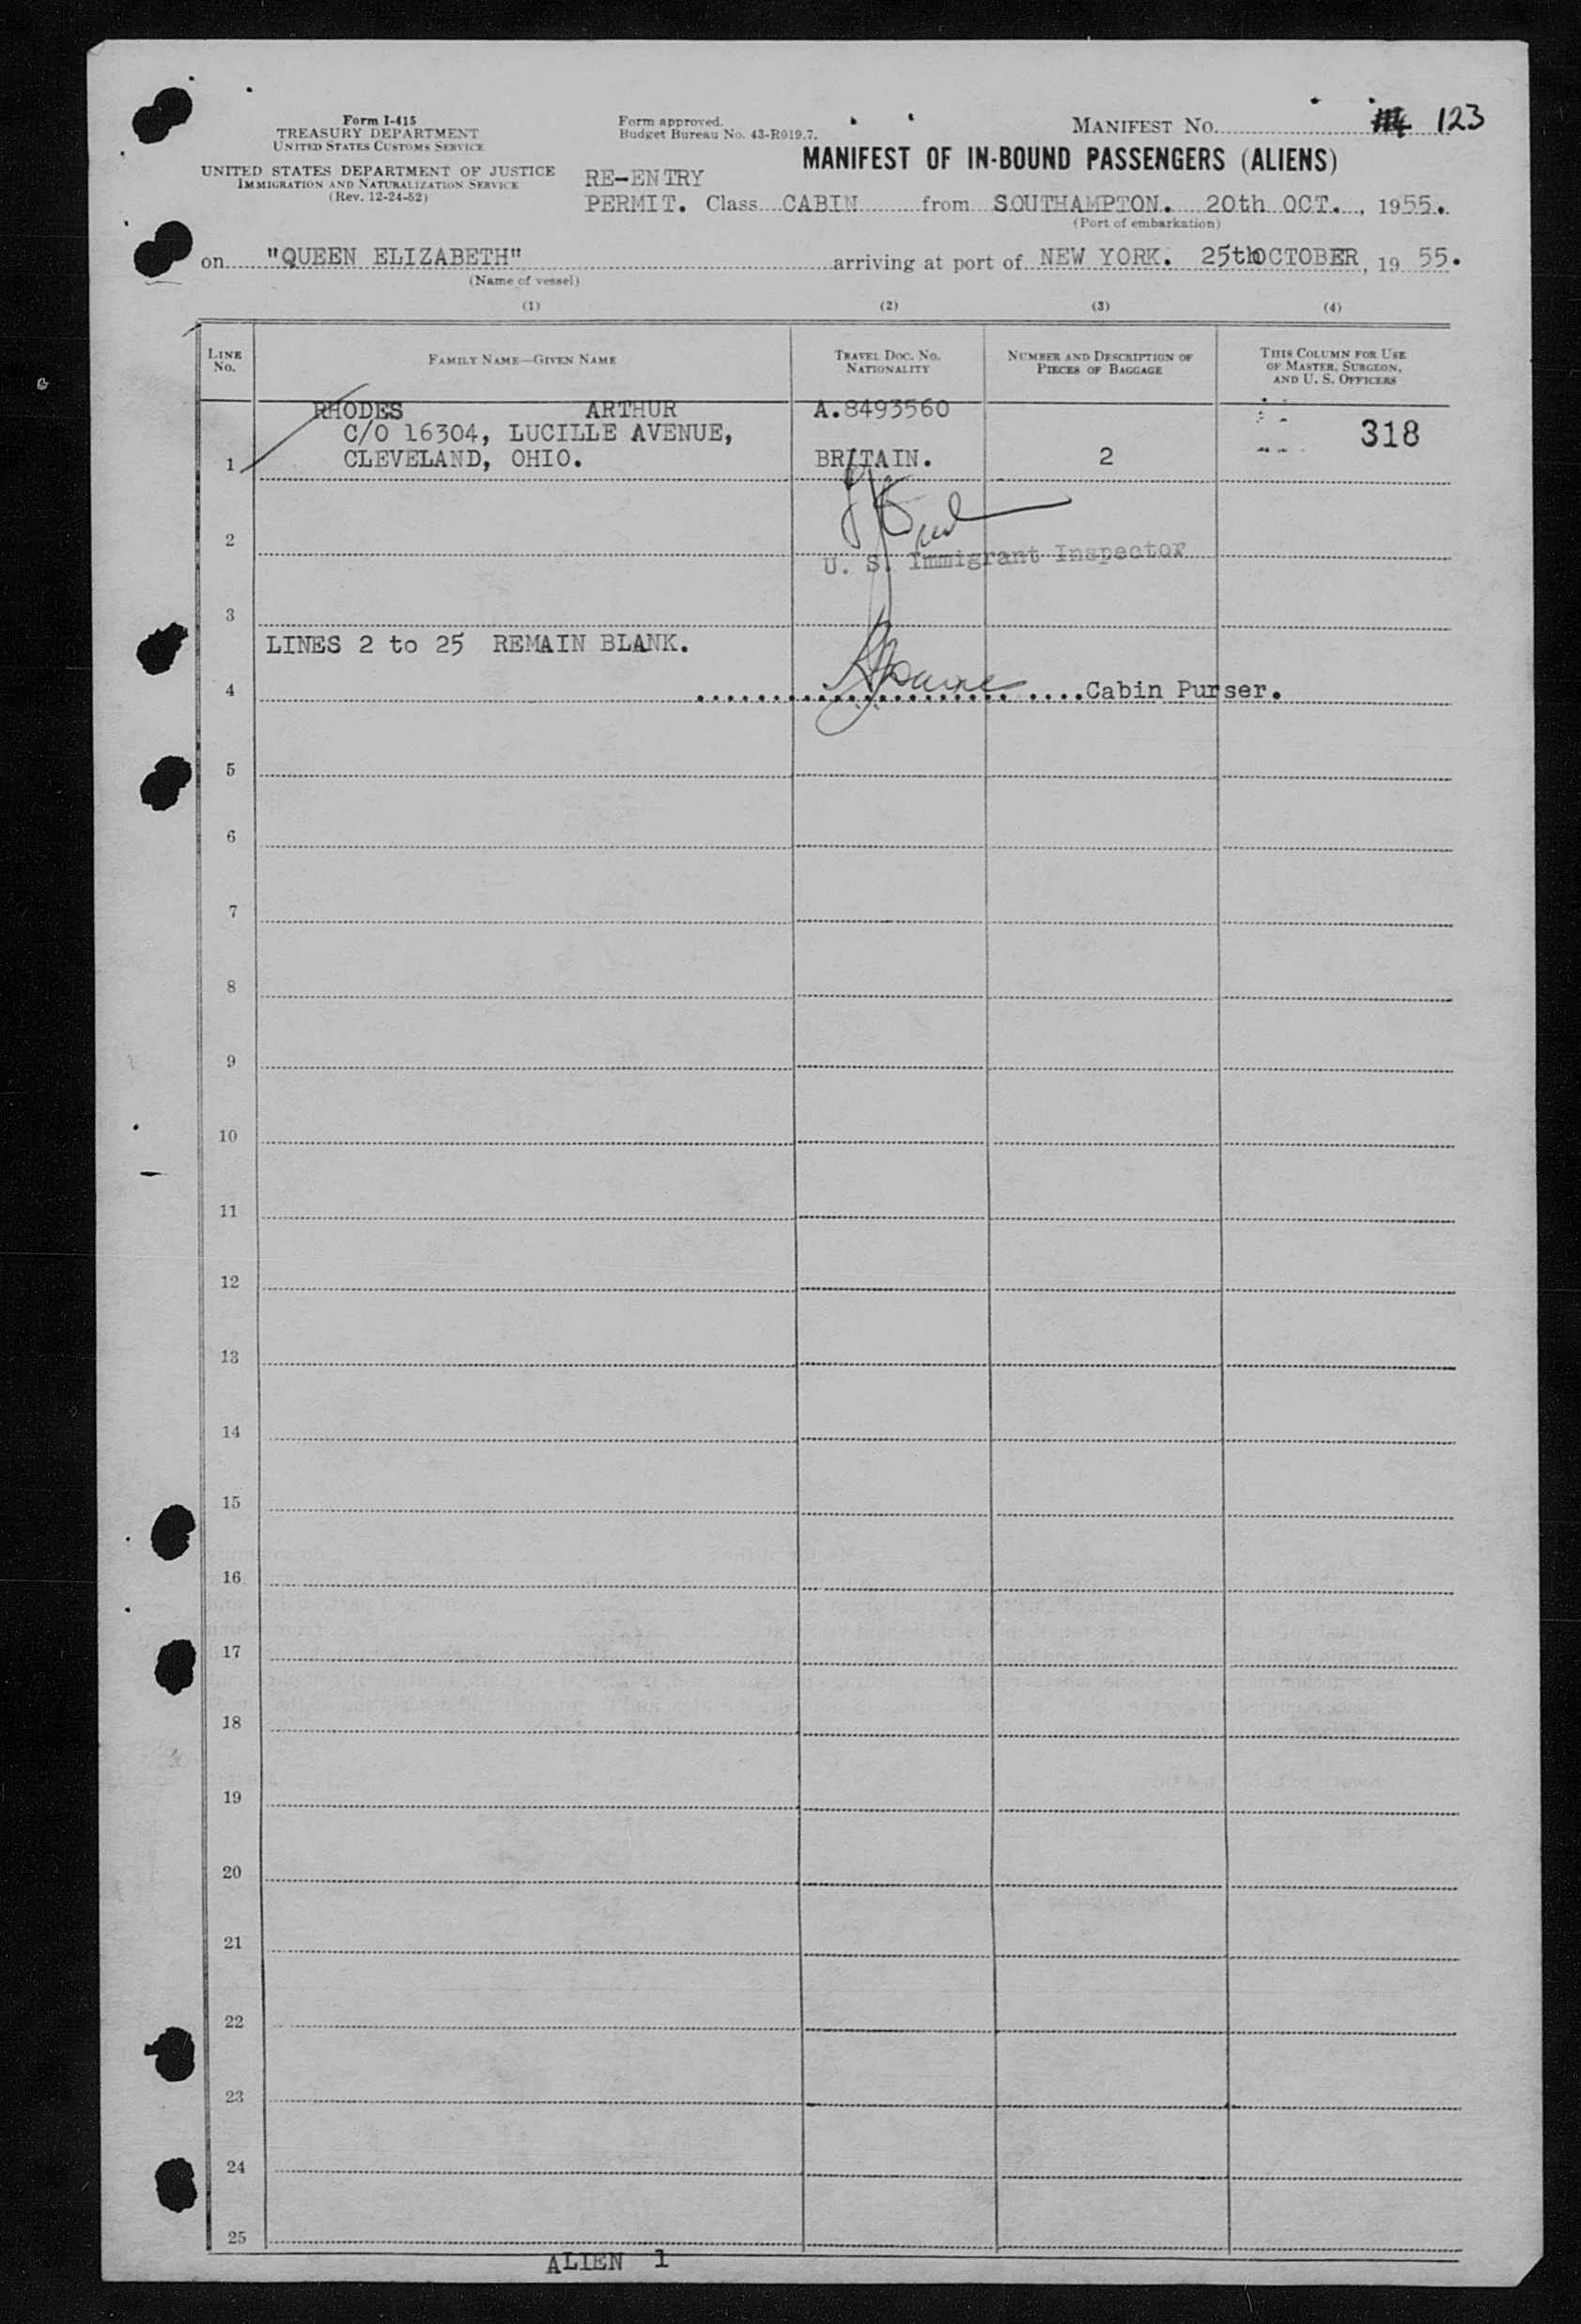 Form I-415
TREASURY DEPARTMENT
UNITED STATES CUSTOMS SERVICE
UNITED STATES DEPARTMENT OF JUSTICE
IMMIGRATION AND NATURALIZATION SERVICE
(Rev. 12-24-52)
Form approved.
Budget Bureau No. 43-R019.7.
MANIFEST No. 123
MANIFEST OF IN-BOUND PASSENGERS (ALIENS)
RE-ENTRY
PERMIT. Class CABIN from SOUTHAMPTON. 20th OCT., 1955.
(Port of embarkation)
on "QUEEN ELIZABETH" arriving at port of NEW YORK. 25thOCTOBER, 19 55.
(Name of vessel)
(1) (2) (3) (4)
LINE No. FAMILY NAME—GIVEN NAME TRAVEL DOC. NO. NATIONALITY NUMBER AND DESCRIPTION OF PIECES OF BAGGAGE THIS COLUMN FOR USE OF MASTER, SURGEON, AND U. S. OFFICERS
RHODES ARTHUR A.8493560
C/O 16304, LUCILLE AVENUE, 318
1 CLEVELAND, OHIO. BRITAIN. 2
2
U. S. Immigrant Inspector
3
LINES 2 to 25 REMAIN BLANK.
4 ....Cabin Purser.
5
6
7
8
9
10
11
12
13
14
15
16
17
18
19
20
21
22
23
24
25
ALIEN 1